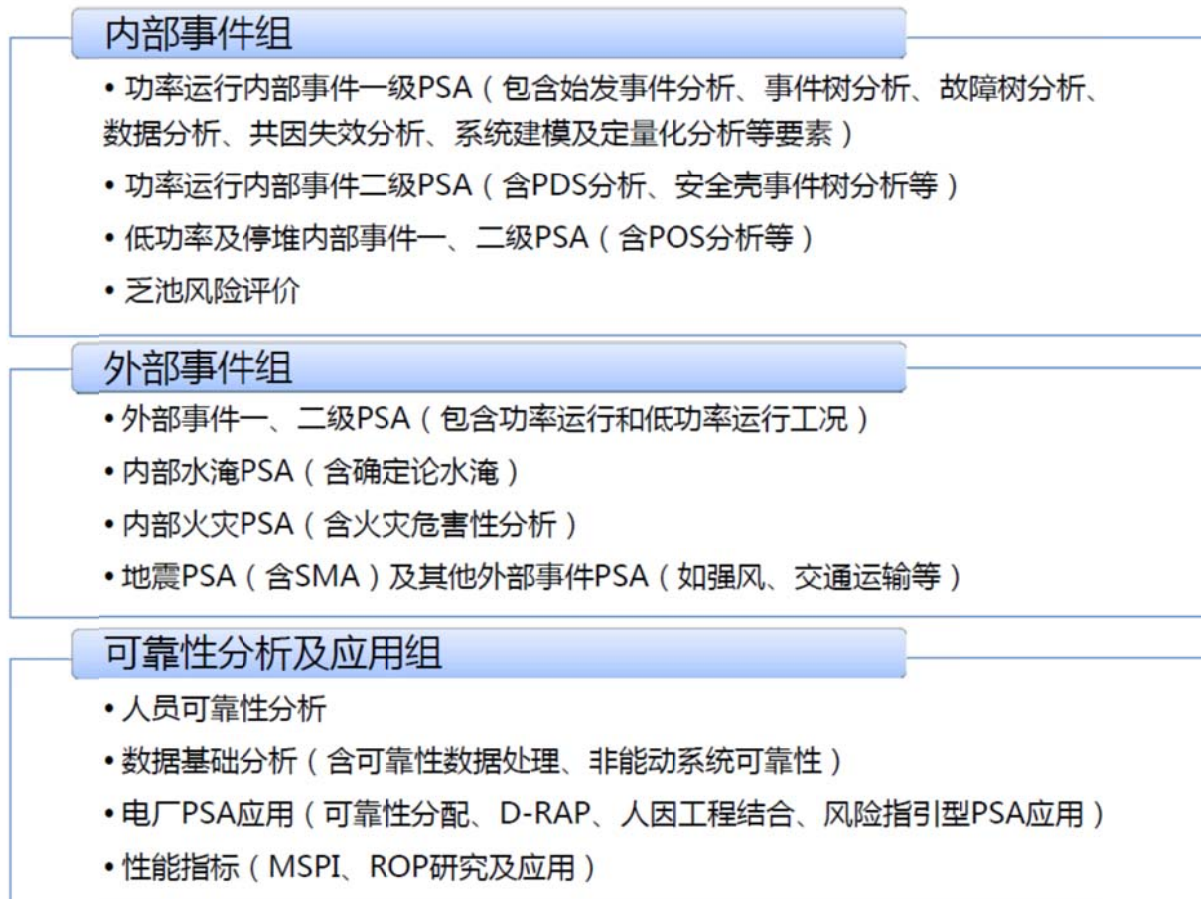 内部事件组
• 功率运行内部事件一级PSA（包含始发事件分析、事件树分析、故障树分析、
数据分析、共因失效分析、系统建模及定量化分析等要素）
• 功率运行内部事件二级PSA（含PDS分析、安全壳事件树分析等）
• 低功率及停堆内部事件一、二级PSA（含POS分析等）
• 乏池风险评价
外部事件组
• 外部事件一、二级PSA（包含功率运行和低功率运行工况）
• 内部水淹PSA（含确定论水淹）
• 内部火灾PSA（含火灾危害性分析）
• 地震PSA（含SMA）及其他外部事件PSA（如强风、交通运输等）
可靠性分析及应用组
• 人员可靠性分析
• 数据基础分析（含可靠性数据处理、非能动系统可靠性）
• 电厂PSA应用（可靠性分配、D-RAP、人因工程结合、风险指引型PSA应用）
• 性能指标（MSPI、ROP研究及应用）